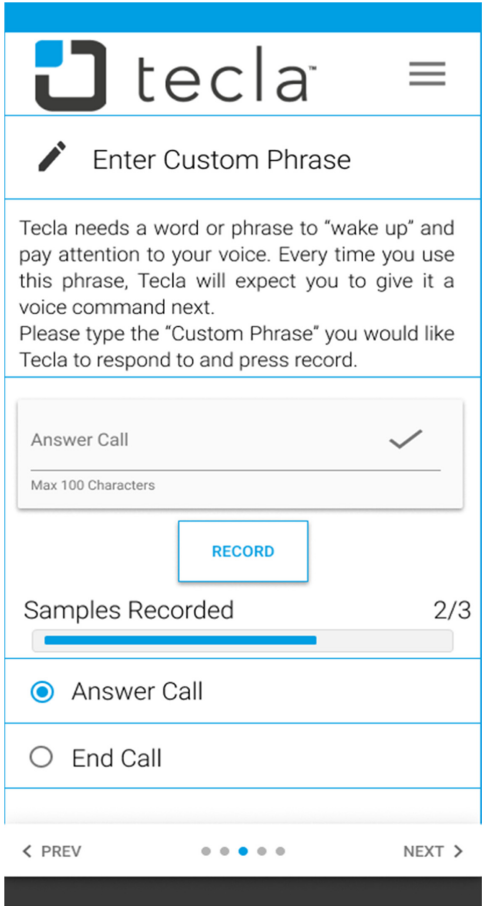 tecla™
Enter Custom Phrase
Tecla needs a word or phrase to “wake up” and
pay attention to your voice. Every time you use
this phrase, Tecla will expect you to give it a
voice command next.
Please type the “Custom Phrase” you would like
Tecla to respond to and press record.
Answer Call
Max 100 Characters
RECORD
Samples Recorded 2/3
Answer Call
End Call
PREV NEXT